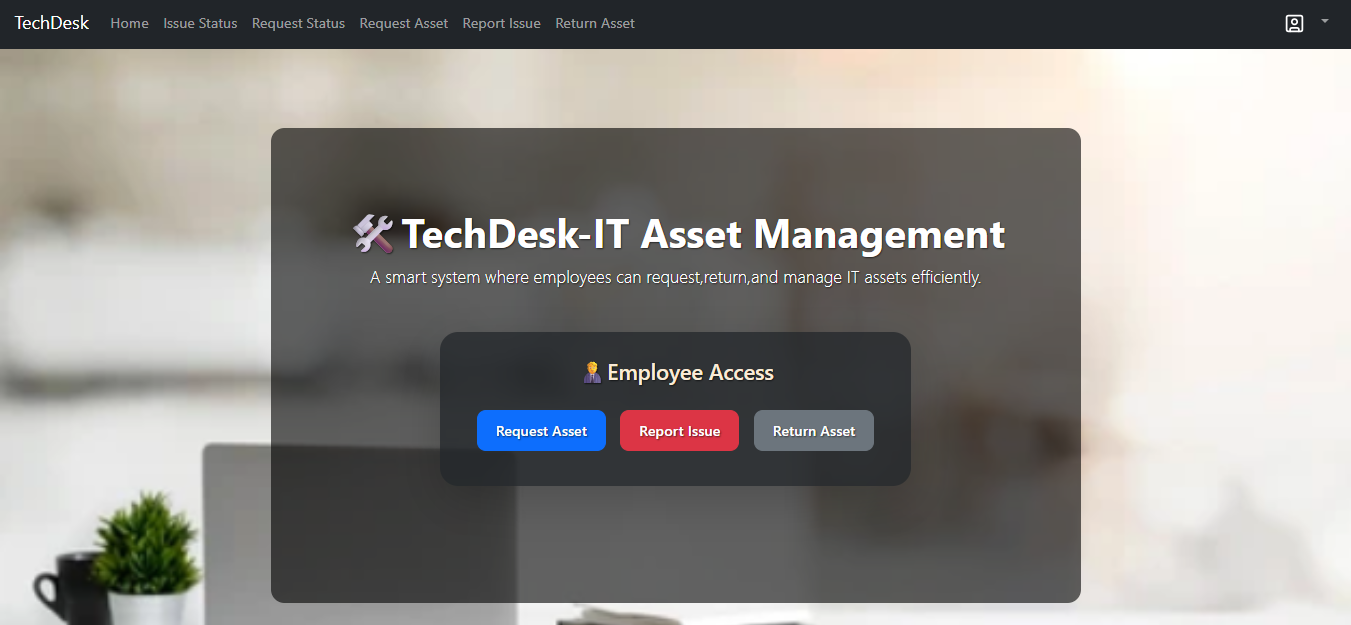 TechDesk Home Issue Status Request Status Request Asset Report Issue Return Asset
TechDesk-IT Asset Management
A smart system where employees can request,return,and manage IT assets efficiently.
Employee Access
Request Asset Report Issue Return Asset